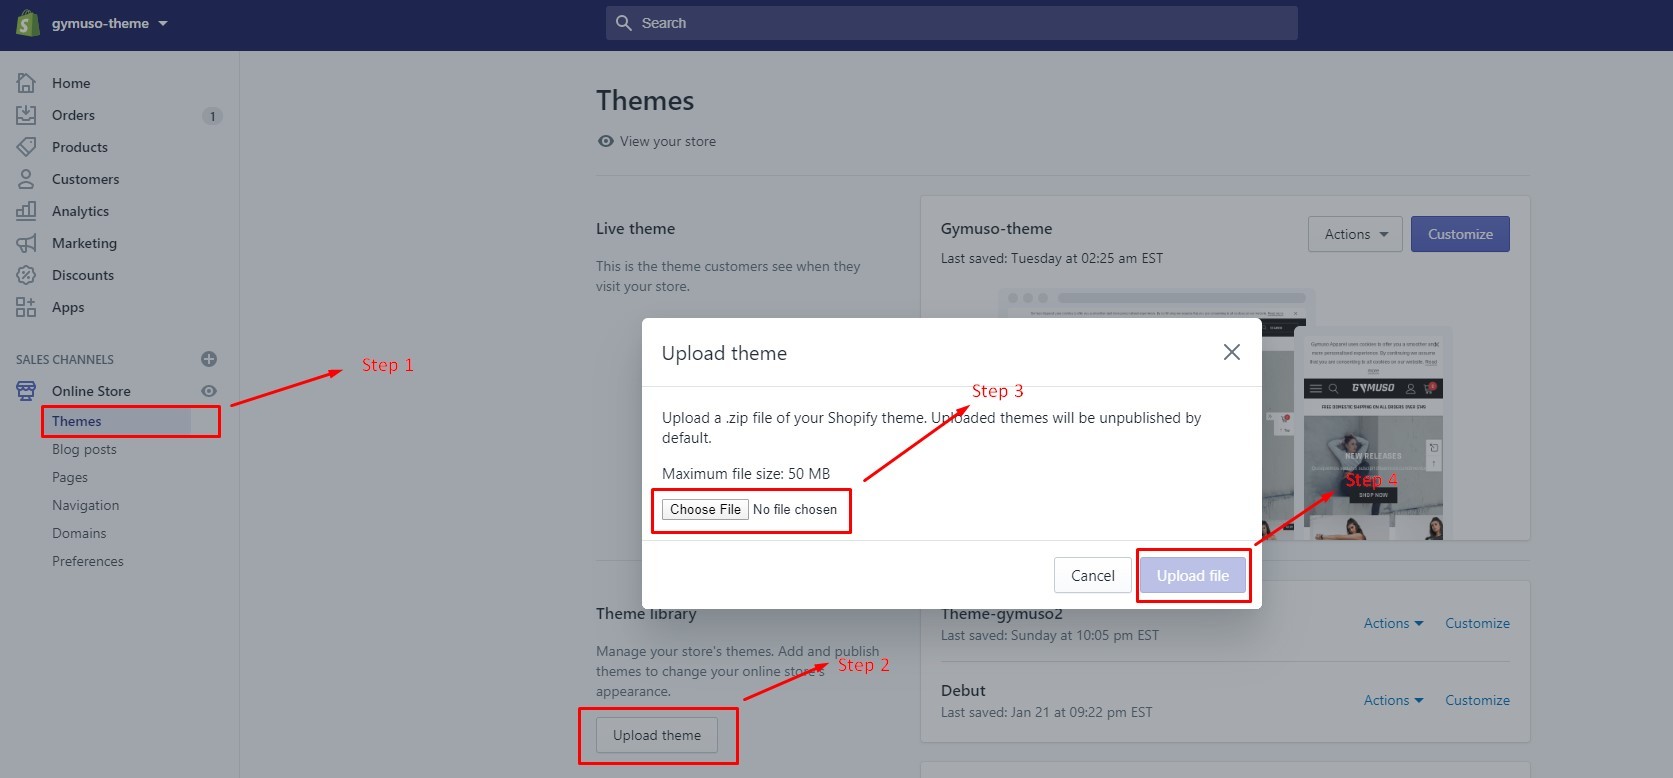 gymuso-theme
Search
Home
Orders
1
Products
Customers
Analytics
Marketing
Discounts
Apps
SALES CHANNELS
Online Store
Themes
Blog posts
Pages
Navigation
Domains
Preferences
Step 1
Themes
View your store
Live theme
This is the theme customers see when they
visit your store.
Gymuso-theme
Last saved: Tuesday at 02:25 am EST
Actions
Customize
Upload theme
Step 3
Upload a .zip file of your Shopify theme. Uploaded themes will be unpublished by
default.
Maximum file size: 50 MB
Choose File No file chosen
Cancel
Upload file
Step 4
GYMUSO
FREE DOMESTIC SHIPPING ON ALL ORDERS OVER
NEW RELEASES
SHOP NOW
Theme library
Manage your store's themes. Add and publish
themes to change your online store's
appearance.
Step 2
Upload theme
Theme-gymuso2
Last saved: Sunday at 10:05 pm EST
Actions
Customize
Debut
Last saved: Jan 21 at 09:22 pm EST
Actions
Customize